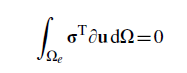 ∫_{Ω_e} σ^T ∂u dΩ = 0